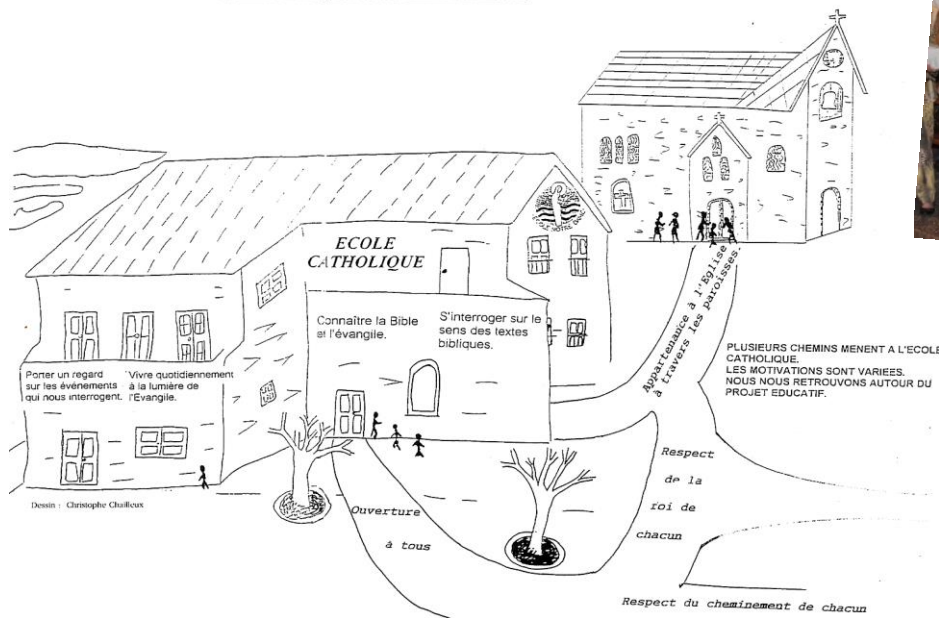 ECOLE
CATHOLIQUE
Connaître la Bible
et l'évangile.
S'interroger sur le
sens des textes
bibliques.
Porter un regard
sur les événements
qui nous interrogent.
Vivre quotidiennement
à la lumière de
l'Evangile.
Appartenance à l'Eglise
à travers les paroisses.
PLUSIEURS CHEMINS MENENT A L'ECOLE
CATHOLIQUE.
LES MOTIVATIONS SONT VARIEES.
NOUS NOUS RETROUVONS AUTOUR DU
PROJET EDUCATIF.
Dessin : Christophe Chailleux
Ouverture
à tous
Respect
de la
roi de
chacun
Respect du cheminement de chacun